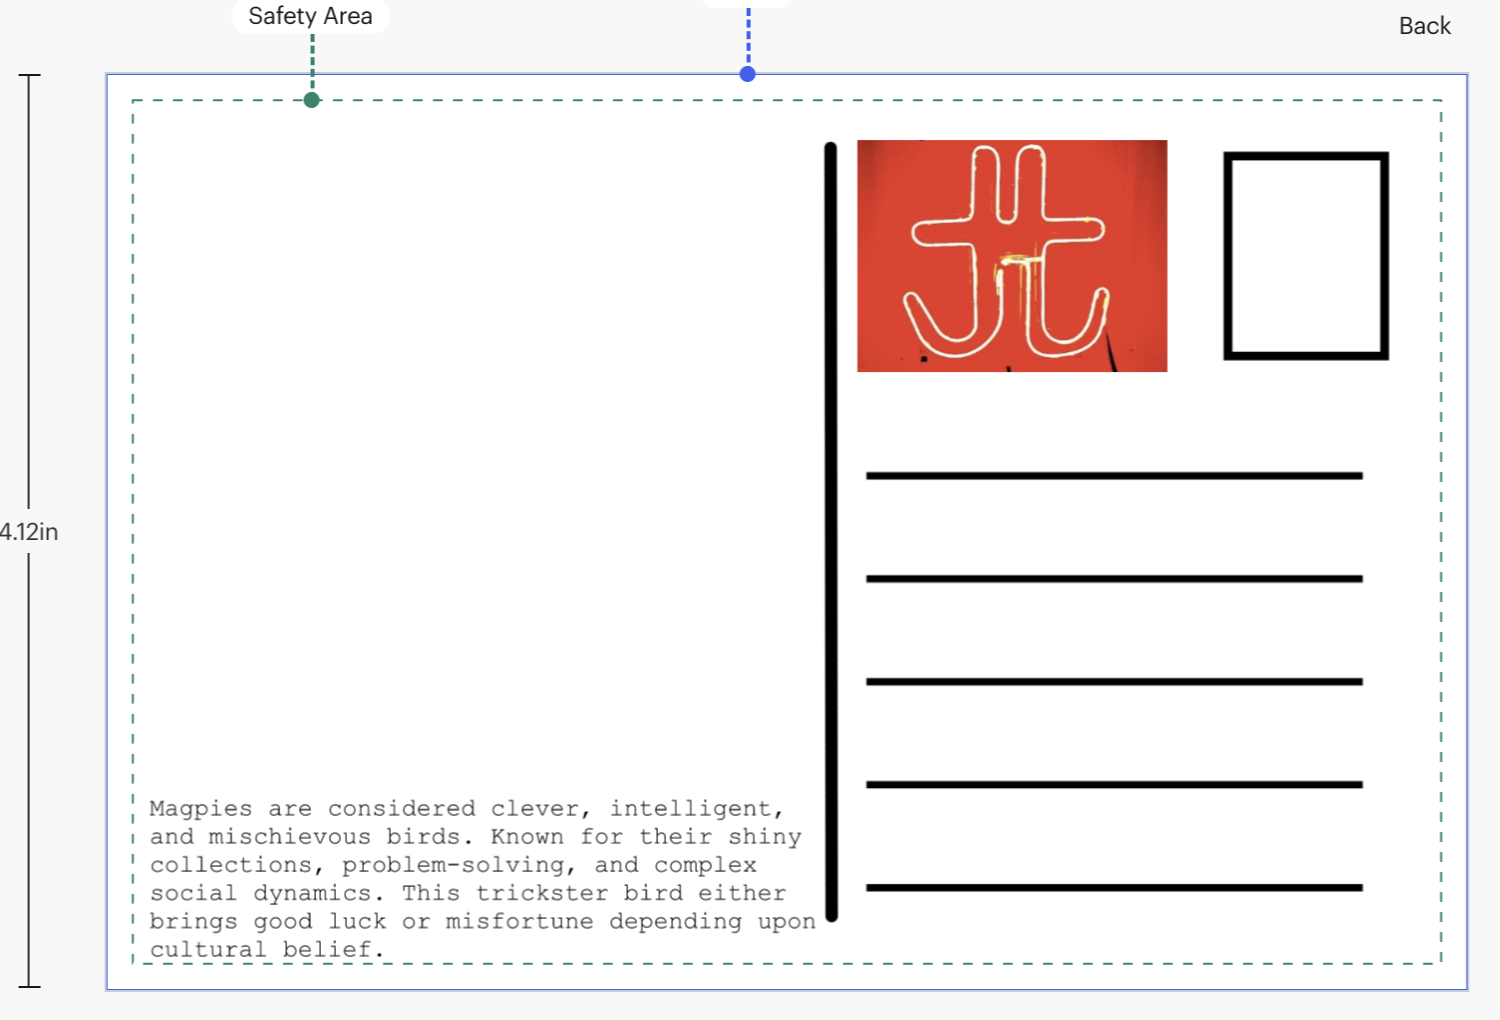 Safety Area
Back
4.12in
Magpies are considered clever, intelligent,
and mischievous birds. Known for their shiny
collections, problem-solving, and complex
social dynamics. This trickster bird either
brings good luck or misfortune depending upon
cultural belief.